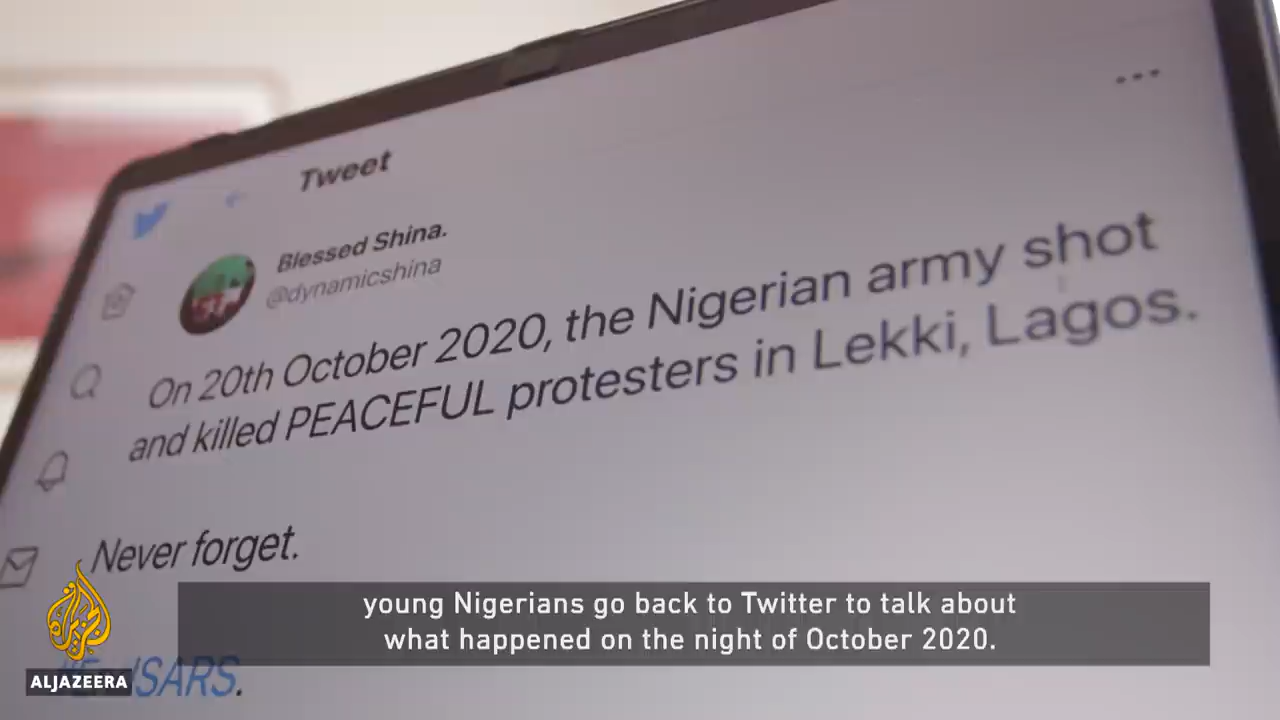 Tweet
Blessed Shina.
@dynamicshina
On 20th October 2020, the Nigerian army shot
and killed PEACEFUL protesters in Lekki, Lagos.
Never forget.
young Nigerians go back to Twitter to talk about
what happened on the night of October 2020.
SARS.
ALJAZEERA